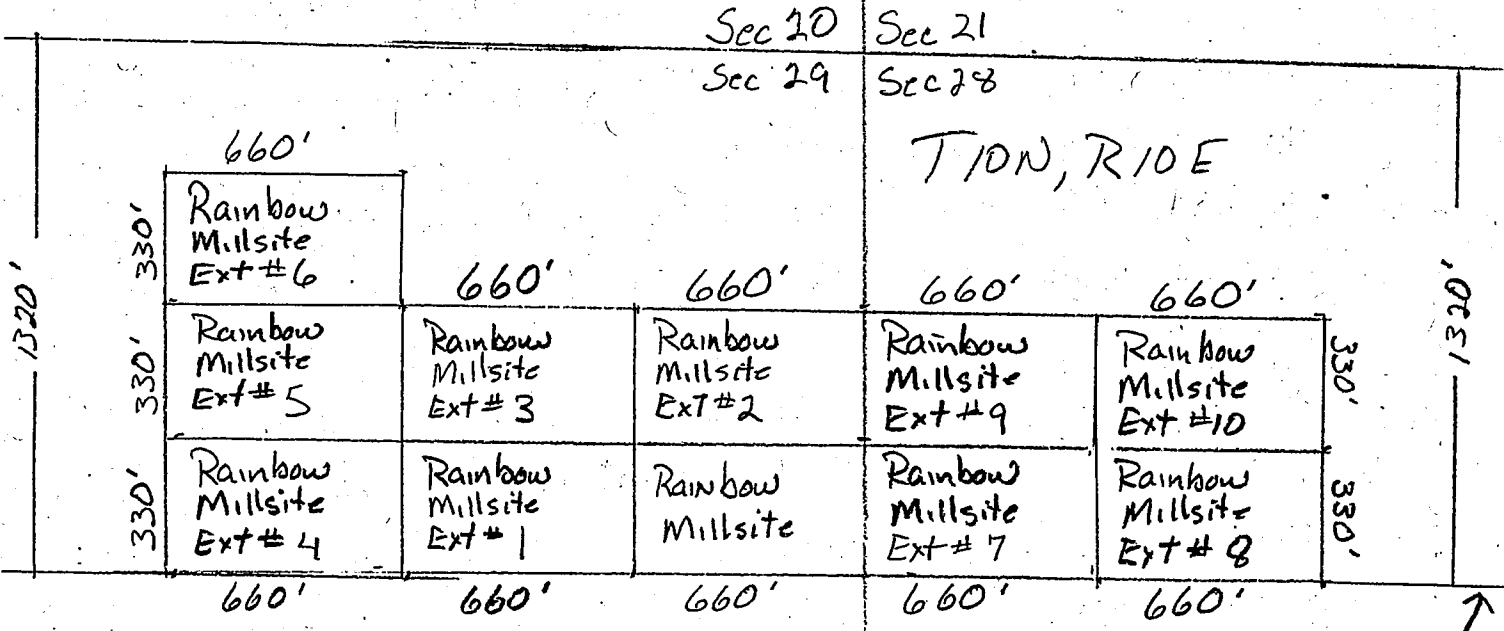 Sec 20 Sec 21
Sec 29 Sec 28
T10N, R10E
660'
1320'
330'
Rainbow
Millsite
Ext #6
660' 660' 660' 660'
1320'
330'
Rainbow
Millsite
Ext # 5
Rainbow
Millsite
Ext # 3
Rainbow
Millsite
ExT #2
Rainbow
Millsite
Ext #9
Rainbow
Millsite
Ext #10
330'
330'
Rainbow
Millsite
Ext # 4
Rainbow
Millsite
Ext # 1
Rainbow
Millsite
Rainbow
Millsite
Ext # 7
Rainbow
Millsite
Ext # 8
330'
660' 660' 660' 660' 660'